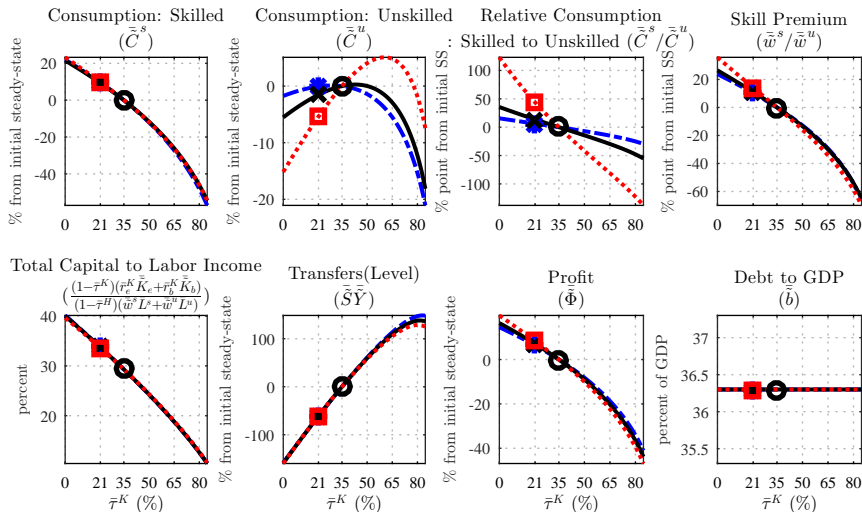 Consumption: Skilled
(C̃̄ˢ)
% from initial steady-state
20
0
-20
-40
0 21 35 50 65 80
Consumption: Unskilled
(C̃̄ᵘ)
% from initial steady-state
0
-10
-20
0 21 35 50 65 80
Relative Consumption
: Skilled to Unskilled (C̃̄ˢ/C̃̄ᵘ)
% point from initial SS
100
50
0
-50
-100
0 21 35 50 65 80
Skill Premium
(w̃̄ˢ/w̃̄ᵘ)
% point from initial SS
20
0
-20
-40
-60
0 21 35 50 65 80
Total Capital to Labor Income
((1−τ̄ᴷ)(r̄ₑᴷK̃̄ₑ+r̄_bᴷK̃̄_b)/(1−τ̄ᴴ)(w̃̄ˢLˢ+w̃̄ᵘLᵘ))
percent
40
30
20
0 21 35 50 65 80
τ̄ᴷ (%)
Transfers(Level)
(S̃̄Ỹ̄)
% from initial steady-state
100
0
-100
0 21 35 50 65 80
τ̄ᴷ (%)
Profit
(Φ̃̄)
% from initial steady-state
20
0
-20
-40
0 21 35 50 65 80
τ̄ᴷ (%)
Debt to GDP
(b̃̄)
percent of GDP
37
36.5
36
35.5
0 21 35 50 65 80
τ̄ᴷ (%)